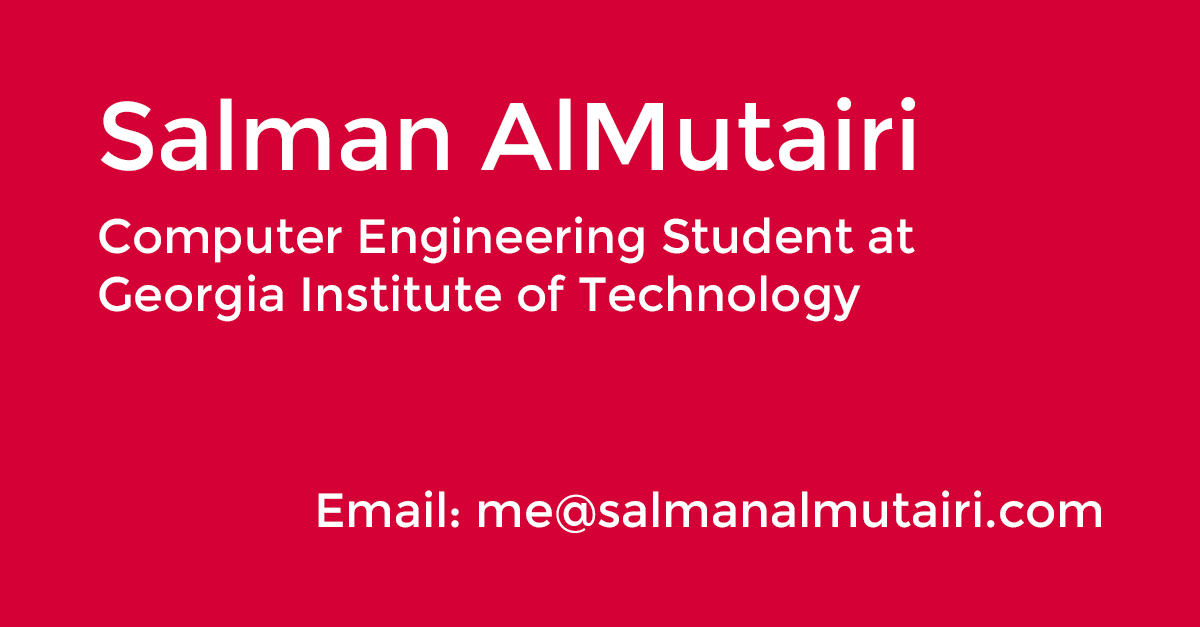 Salman AlMutairi
Computer Engineering Student at
Georgia Institute of Technology
Email: me@salmanalmutairi.com